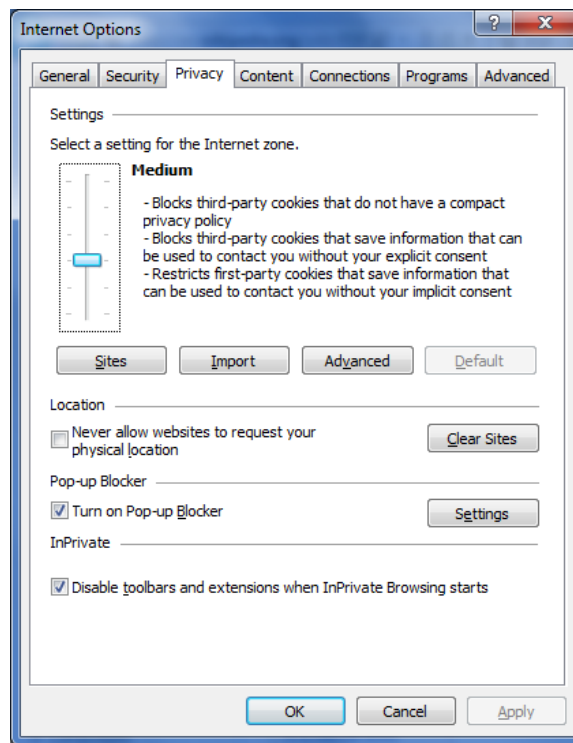 Internet Options
?
X
General Security Privacy Content Connections Programs Advanced
Settings
Select a setting for the Internet zone.
Medium
- Blocks third-party cookies that do not have a compact
privacy policy
- Blocks third-party cookies that save information that can
be used to contact you without your explicit consent
- Restricts first-party cookies that save information that
can be used to contact you without your implicit consent
Sites Import Advanced Default
Location
Never allow websites to request your
physical location
Clear Sites
Pop-up Blocker
Turn on Pop-up Blocker
Settings
InPrivate
Disable toolbars and extensions when InPrivate Browsing starts
OK Cancel Apply